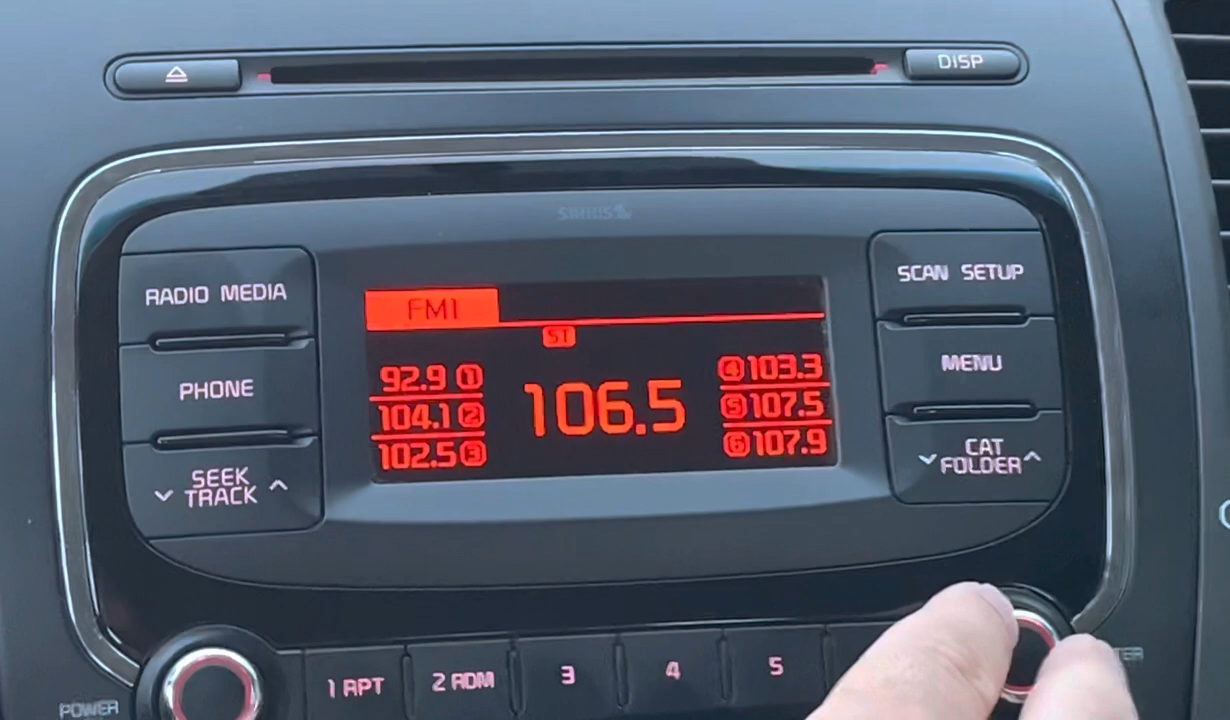 DISP
SIRIUS
RADIO MEDIA
SCAN SETUP
FM1
ST
PHONE
MENU
92.9 1
104.1 2
102.5 3
106.5
4 103.3
5 107.5
6 107.9
SEEK
TRACK
CAT
FOLDER
POWER
1 RPT
2 RDM
3
4
5